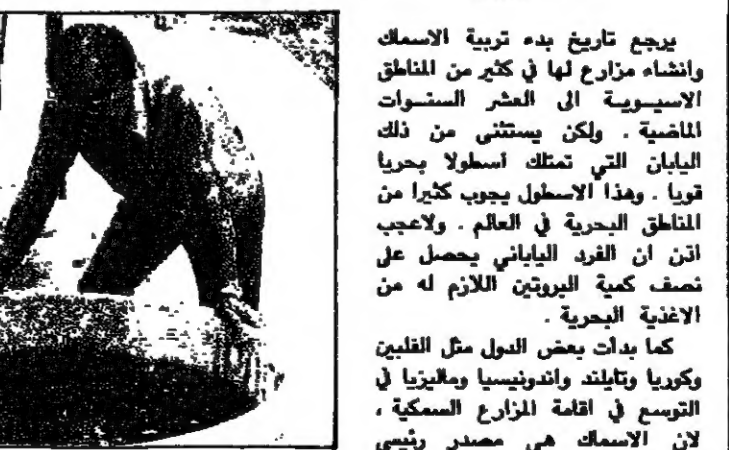 يرجع تاريخ بدء تربية الاسماك
وانشاء مزارع لها في كثير من المناطق
الاسيوية الى العشر السنوات
الماضية . ولكن يستثنى من ذلك
اليابان التي تمتلك اسطولا بحريا
قويا . وهذا الاسطول يجوب كثيرا من
المناطق البحرية في العالم . ولاعجب
اذن ان الفرد الياباني يحصل على
نصف كمية البروتين اللازم له من
الاغذية البحرية .
كما بدأت بعض الدول مثل الفلبين
وكوريا وتايلند واندونيسيا وماليزيا في
التوسع في اقامة المزارع السمكية ،
لان الاسماك هي مصدر رئيسي